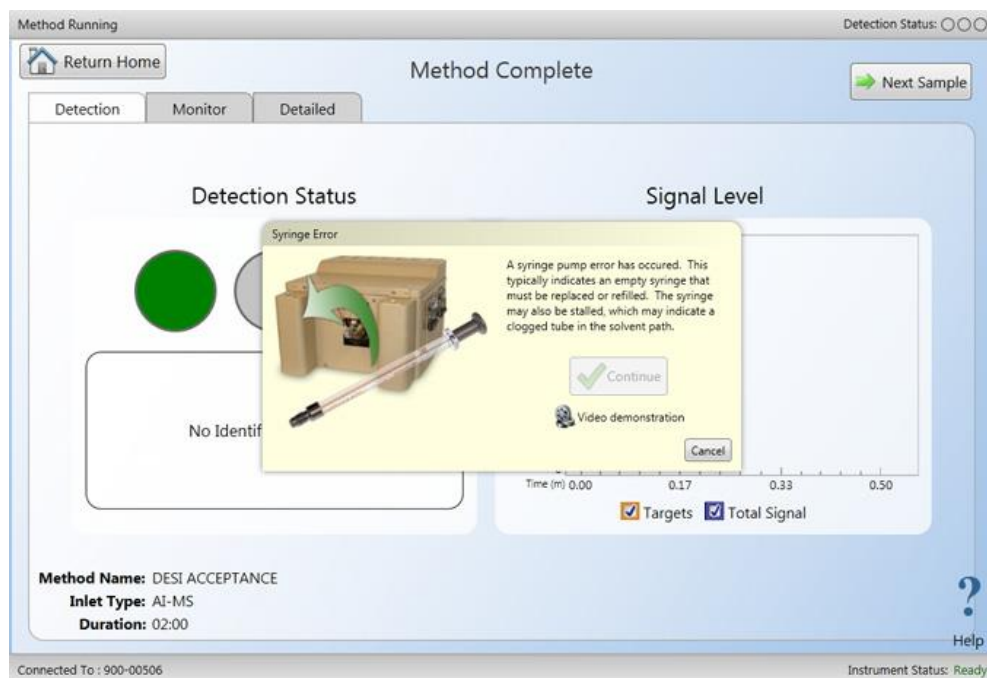 Method Running
Detection Status:
Return Home
Method Complete
Next Sample
Detection
Monitor
Detailed
Detection Status
Signal Level
Syringe Error
A syringe pump error has occured. This
typically indicates an empty syringe that
must be replaced or refilled. The syringe
may also be stalled, which may indicate a
clogged tube in the solvent path.
Continue
Video demonstration
Cancel
No Identif
Time (m) 0.00 0.17 0.33 0.50
Targets Total Signal
Method Name: DESI ACCEPTANCE
Inlet Type: AI-MS
Duration: 02:00
?
Help
Connected To : 900-00506
Instrument Status: Ready